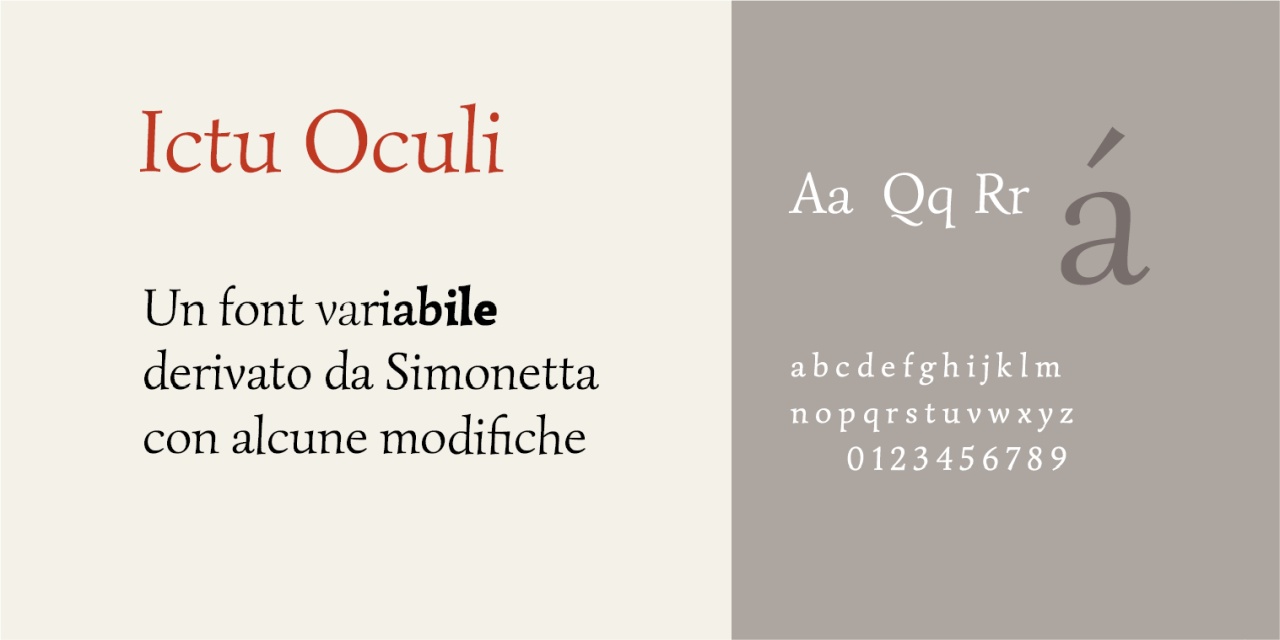 Ictu Oculi
Un font variabile
derivato da Simonetta
con alcune modifiche
Aa Qq Rr
á
a b c d e f g h i j k l m
n o p q r s t u v w x y z
0 1 2 3 4 5 6 7 8 9